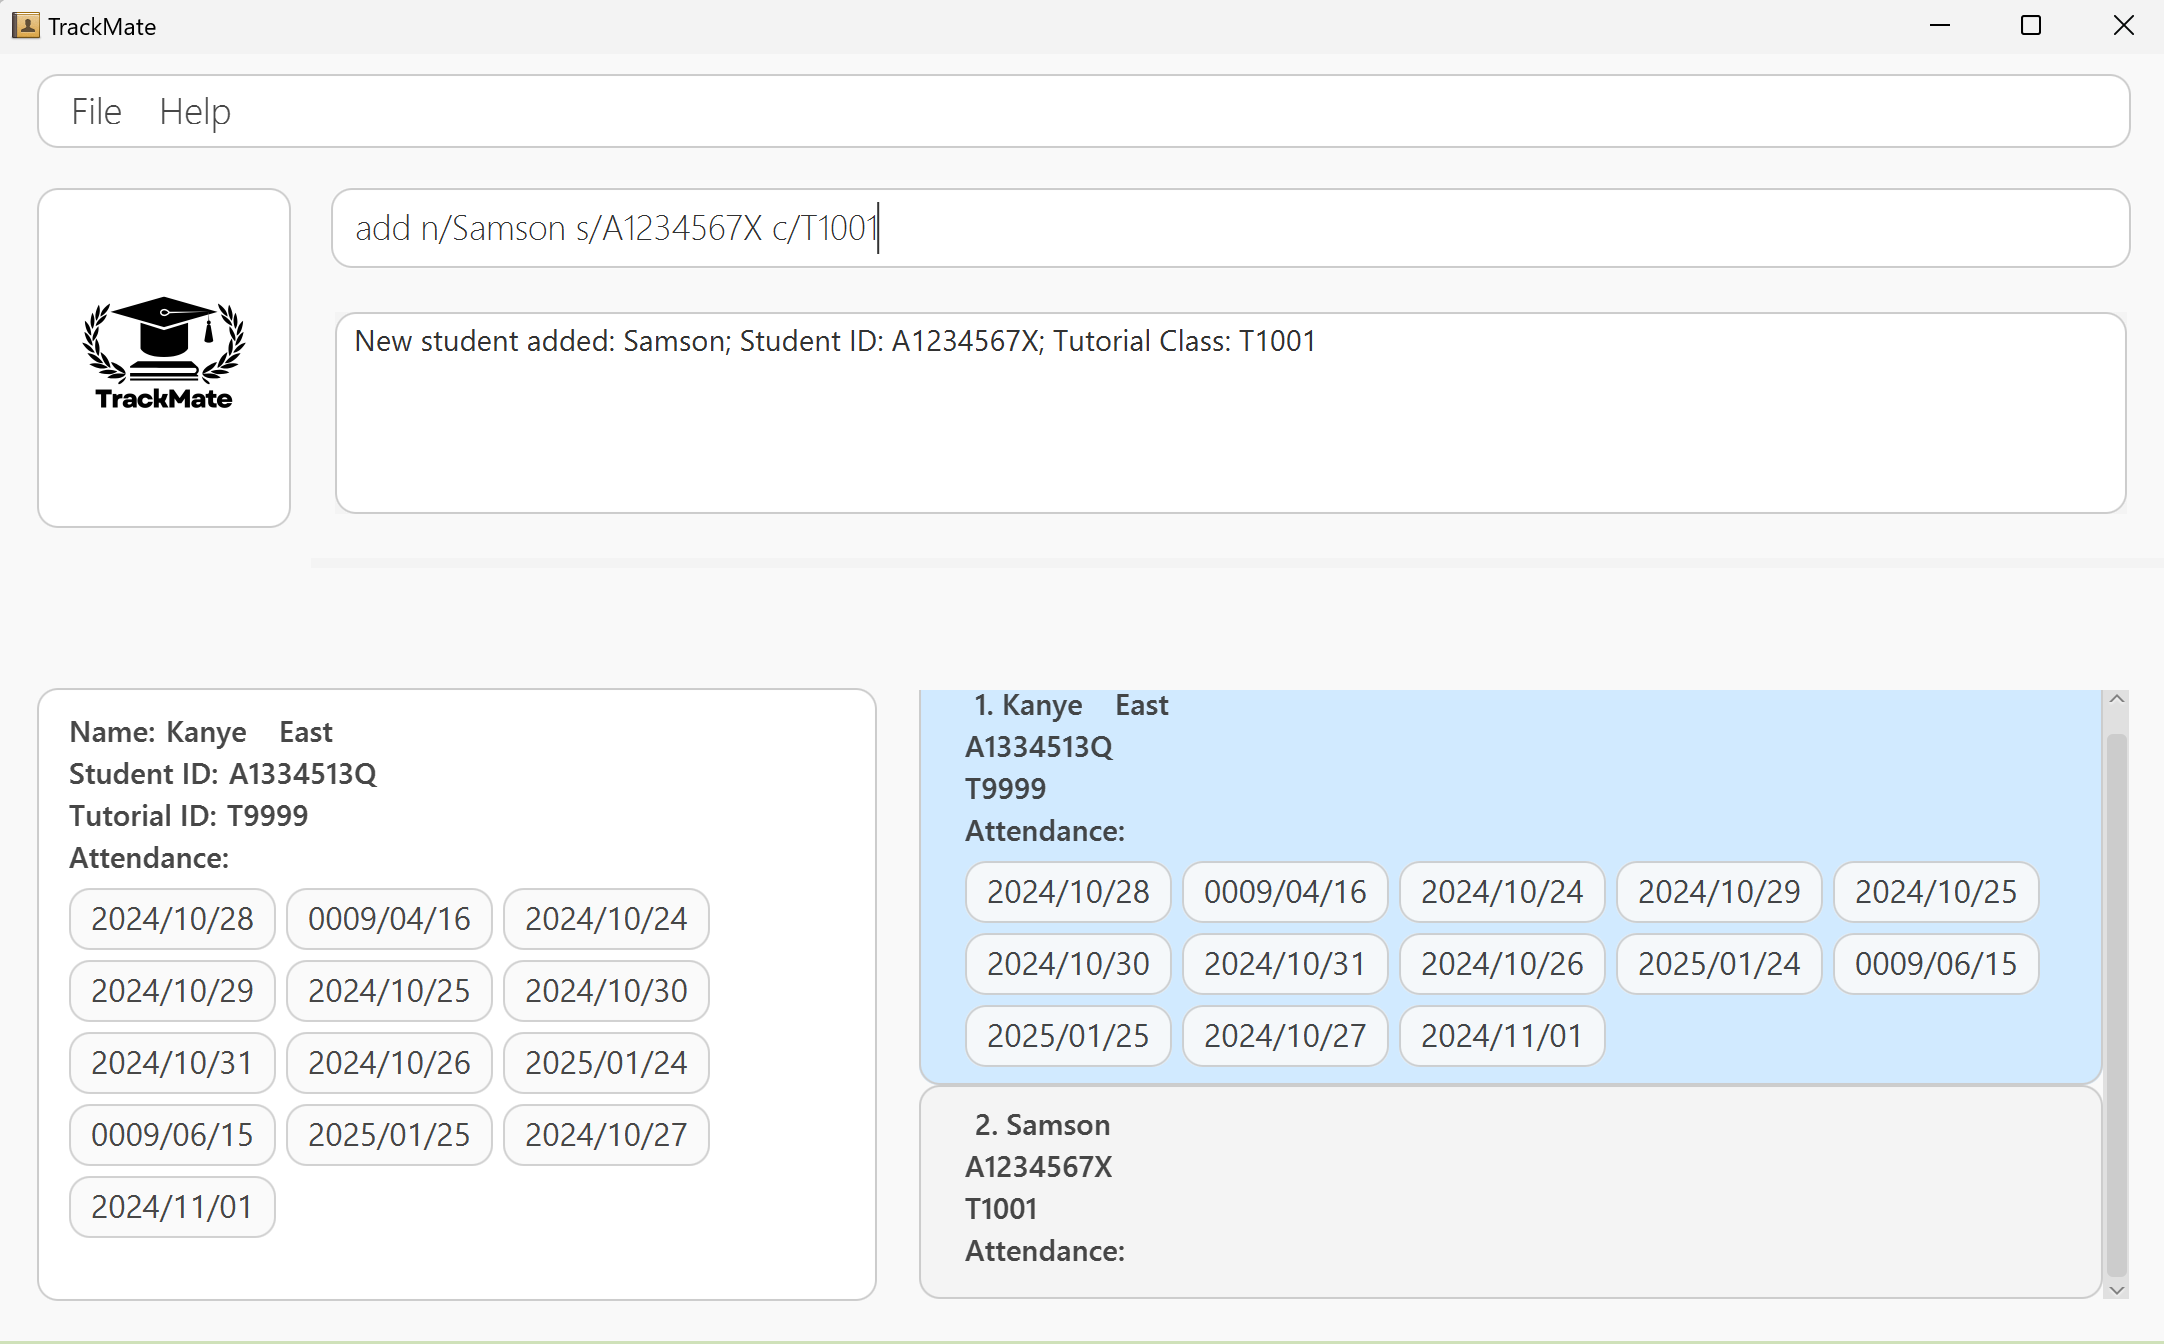 TrackMate
File Help
add n/Samson s/A1234567X c/T1001
TrackMate
New student added: Samson; Student ID: A1234567X; Tutorial Class: T1001
Name: Kanye    East
Student ID: A1334513Q
Tutorial ID: T9999
Attendance:
2024/10/28 0009/04/16 2024/10/24
2024/10/29 2024/10/25 2024/10/30
2024/10/31 2024/10/26 2025/01/24
0009/06/15 2025/01/25 2024/10/27
2024/11/01
1. Kanye    East
A1334513Q
T9999
Attendance:
2024/10/28 0009/04/16 2024/10/24 2024/10/29 2024/10/25
2024/10/30 2024/10/31 2024/10/26 2025/01/24 0009/06/15
2025/01/25 2024/10/27 2024/11/01
2. Samson
A1234567X
T1001
Attendance: